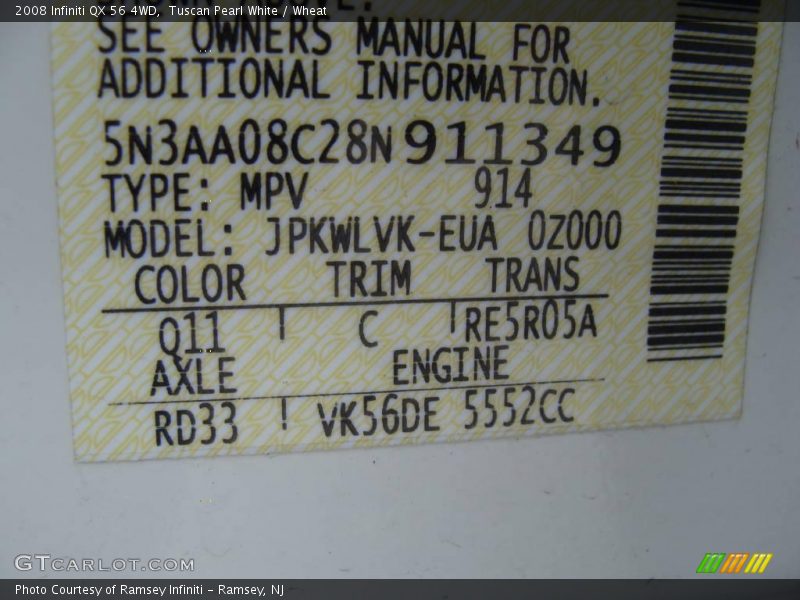 2008 Infiniti QX 56 4WD,  Tuscan Pearl White / Wheat
SEE OWNERS MANUAL FOR
ADDITIONAL INFORMATION.
5N3AA08C28N911349
TYPE: MPV 914
MODEL: JPKWLVK-EUA 0Z000
COLOR TRIM TRANS
Q11 C RE5R05A
AXLE ENGINE
RD33 ! VK56DE 5552CC
GTCARLOT.COM
Photo Courtesy of Ramsey Infiniti - Ramsey, NJ